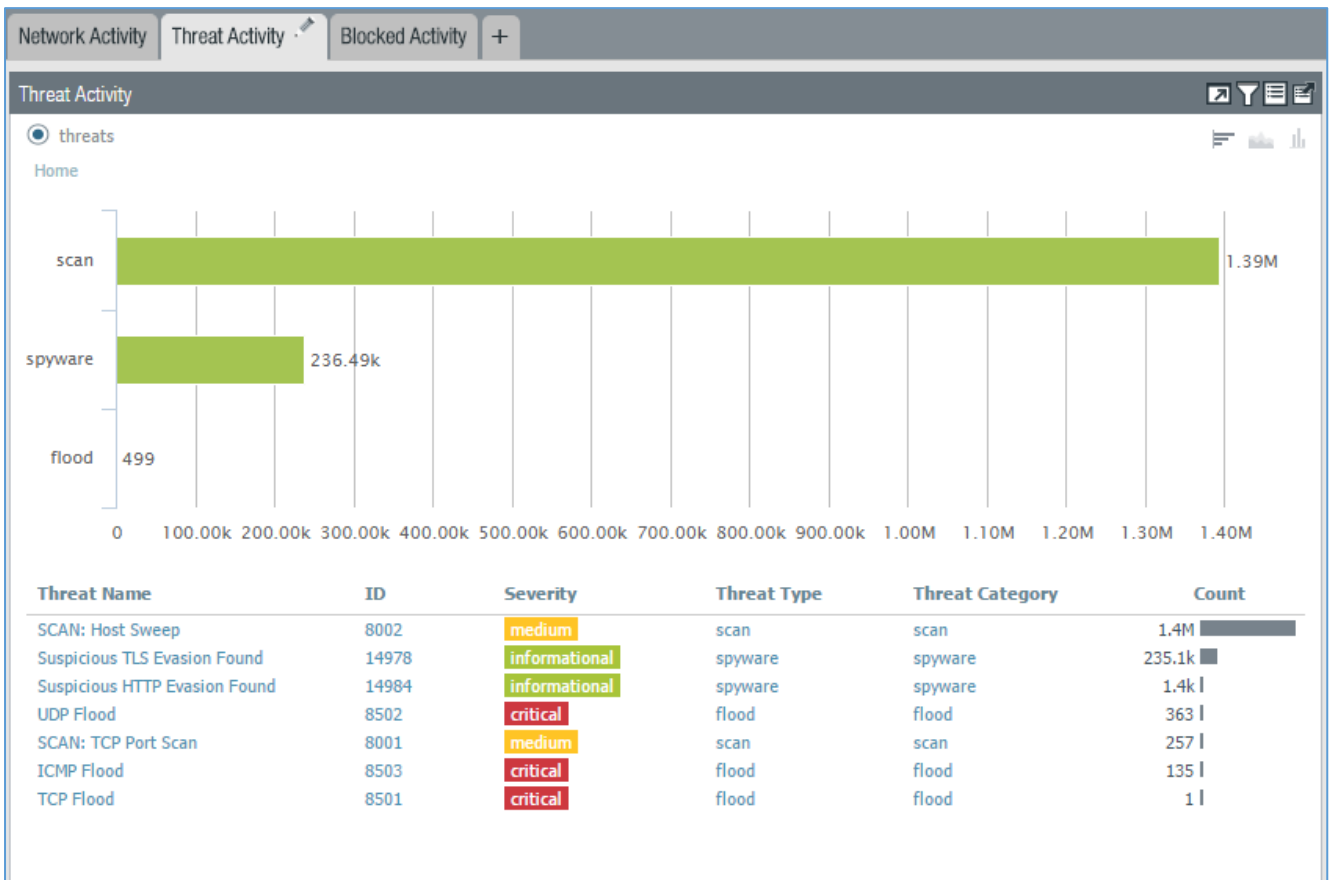 Network Activity Threat Activity Blocked Activity +
Threat Activity
threats
Home
scan 1.39M
spyware 236.49k
flood 499
0 100.00k 200.00k 300.00k 400.00k 500.00k 600.00k 700.00k 800.00k 900.00k 1.00M 1.10M 1.20M 1.30M 1.40M
Threat Name ID Severity Threat Type Threat Category Count
SCAN: Host Sweep 8002 medium scan scan 1.4M
Suspicious TLS Evasion Found 14978 informational spyware spyware 235.1k
Suspicious HTTP Evasion Found 14984 informational spyware spyware 1.4k
UDP Flood 8502 critical flood flood 363
SCAN: TCP Port Scan 8001 medium scan scan 257
ICMP Flood 8503 critical flood flood 135
TCP Flood 8501 critical flood flood 1